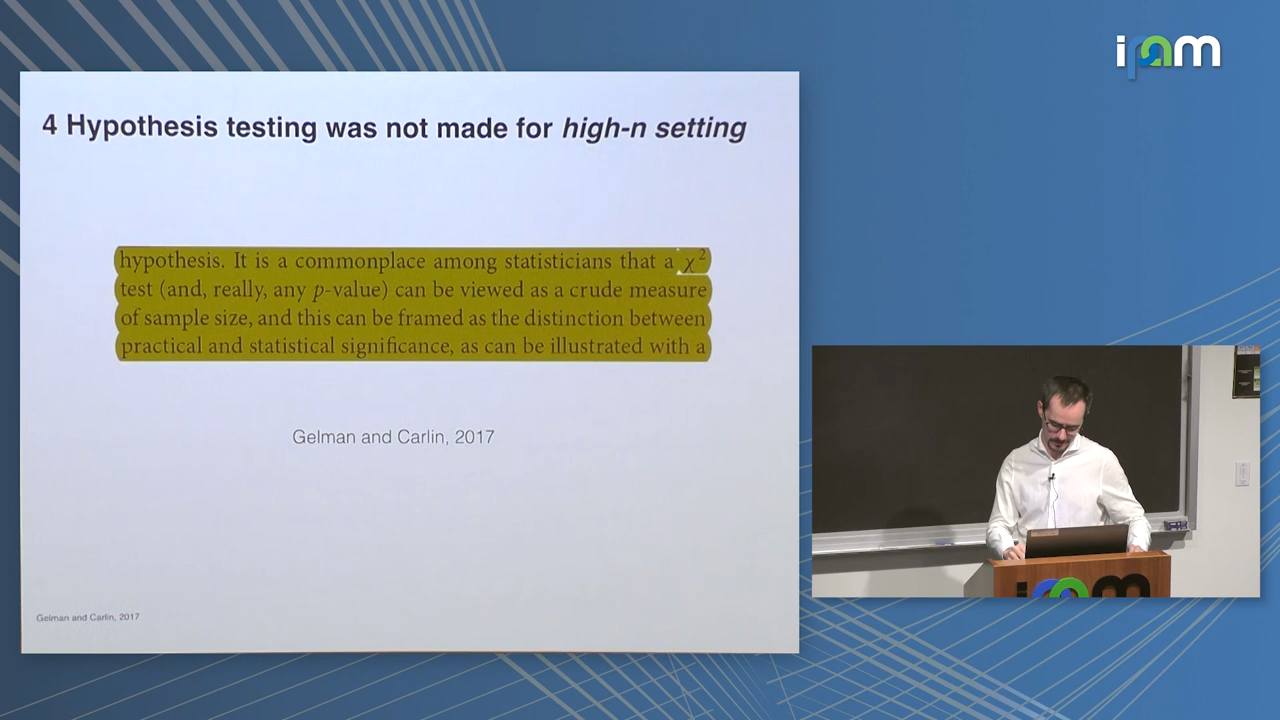 ipam
4 Hypothesis testing was not made for high-n setting
hypothesis. It is a commonplace among statisticians that a χ²
test (and, really, any p-value) can be viewed as a crude measure
of sample size, and this can be framed as the distinction between
practical and statistical significance, as can be illustrated with a
Gelman and Carlin, 2017
Gelman and Carlin, 2017
ipam